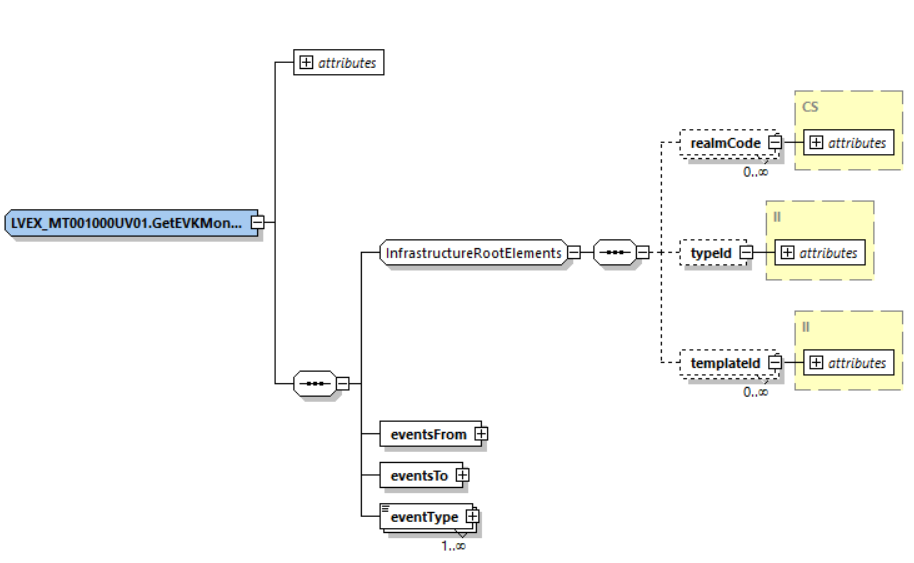 attributes
CS
realmCode
attributes
0..∞
LVEX_MT001000UV01.GetEVKMon...
II
InfrastructureRootElements
typeId
attributes
II
templateId
attributes
0..∞
eventsFrom
eventsTo
eventType
1..∞